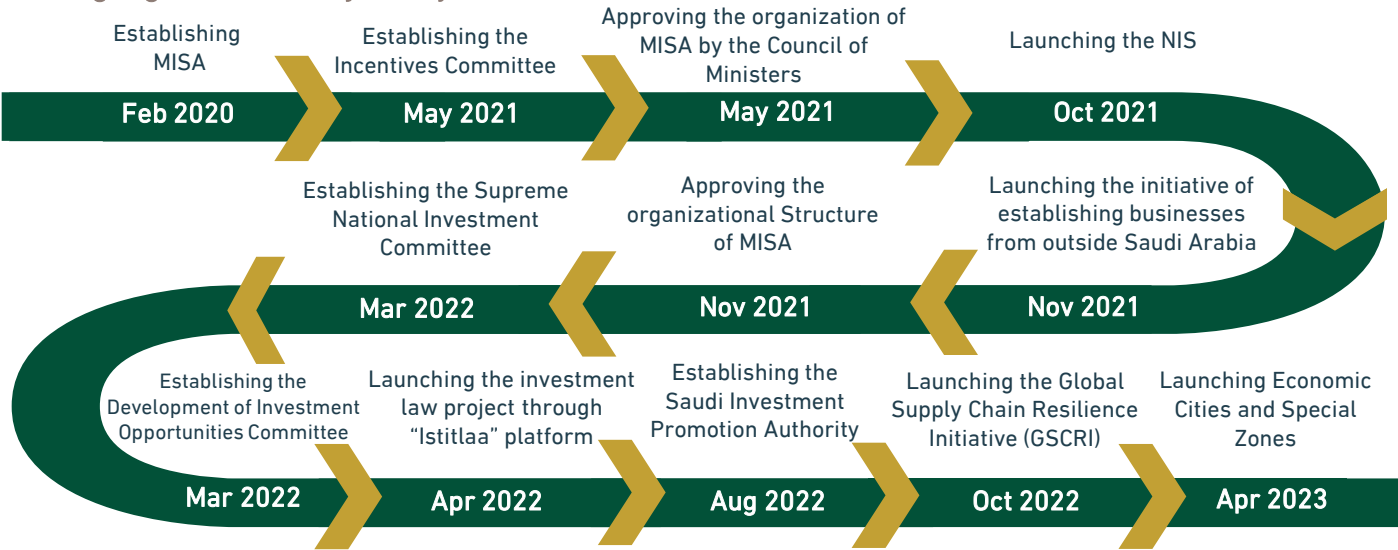 Establishing
MISA
Feb 2020
Establishing the
Incentives Committee
May 2021
Approving the organization of
MISA by the Council of
Ministers
May 2021
Launching the NIS
Oct 2021
Launching the initiative of
establishing businesses
from outside Saudi Arabia
Nov 2021
Approving the
organizational Structure
of MISA
Nov 2021
Establishing the Supreme
National Investment
Committee
Mar 2022
Establishing the
Development of Investment
Opportunities Committee
Mar 2022
Launching the investment
law project through
“Istitlaa” platform
Apr 2022
Establishing the
Saudi Investment
Promotion Authority
Aug 2022
Launching the Global
Supply Chain Resilience
Initiative (GSCRI)
Oct 2022
Launching Economic
Cities and Special
Zones
Apr 2023